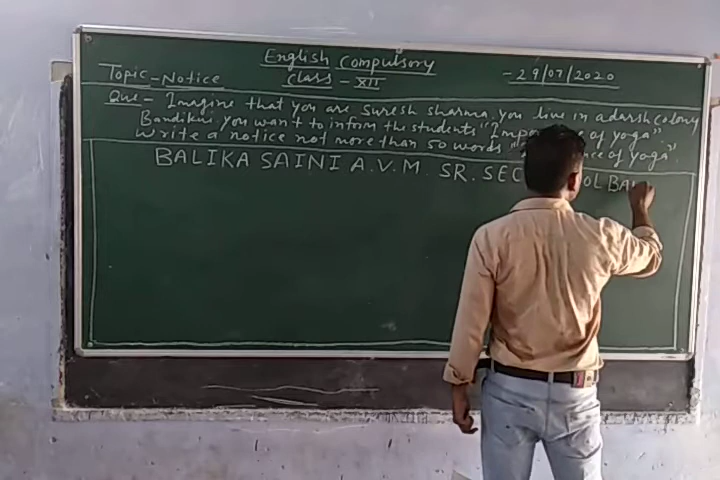 English Compulsory
Class - XII
-29/07/2020
Topic - Notice
Que - Imagine that you are Suresh Sharma. you live in adarsh colony
Bandikui you want to inform the students "of yoga"
Write a notice not more than 50 words of yoga"
BALIKA SAINI A.V.M. SR. SEC